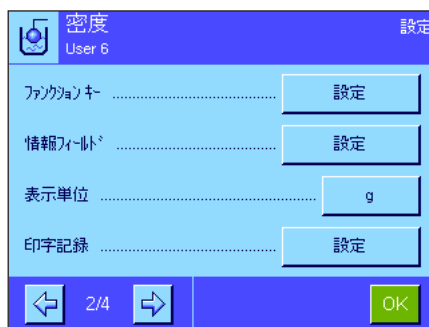 密度
設定
User 6
ﾌｧﾝｸｼｮﾝ ｷｰ ........................................... 設定
情報ﾌｨｰﾙﾄﾞ .......................................... 設定
表示単位 ....................................................... g
印字記録 ............................................. 設定
2/4
OK